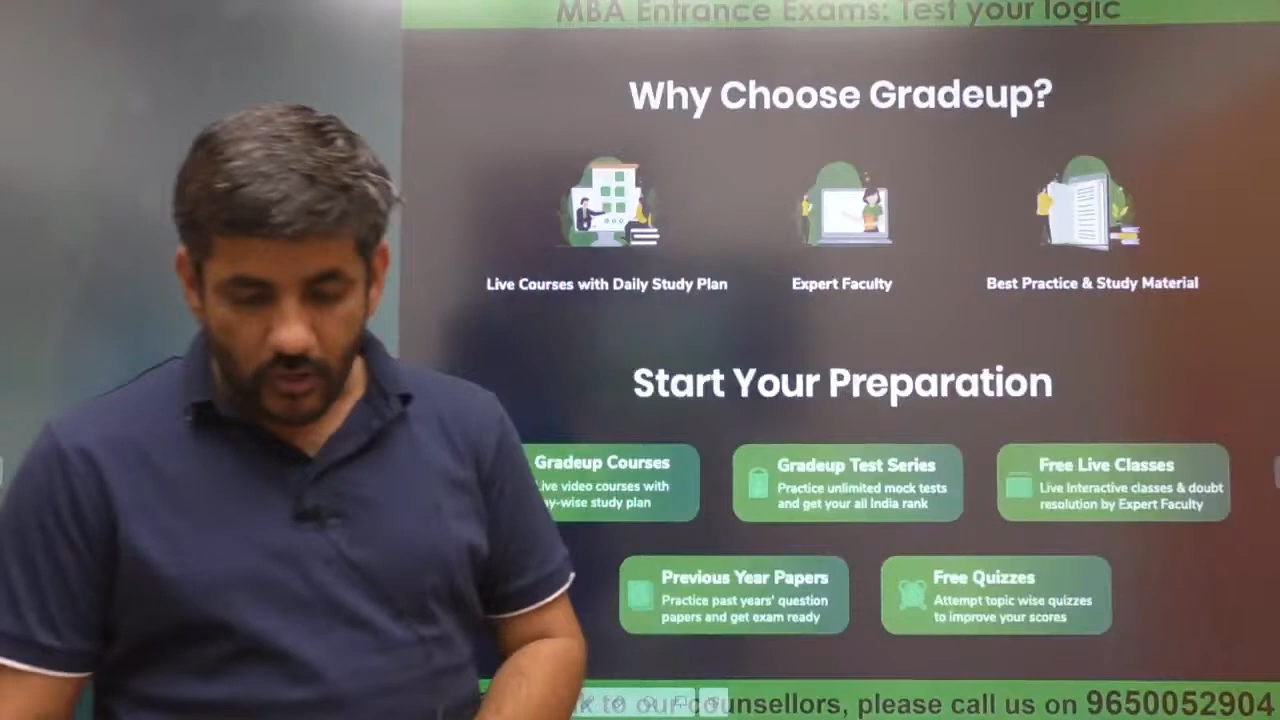 MBA Entrance Exams: Test your logic
Why Choose Gradeup?
Live Courses with Daily Study Plan
Expert Faculty
Best Practice & Study Material
Start Your Preparation
Gradeup Courses
Live video courses with
y-wise study plan
Gradeup Test Series
Practice unlimited mock tests
and get your all India rank
Free Live Classes
Live Interactive classes & doubt
resolution by Expert Faculty
Previous Year Papers
Practice past years' question
papers and get exam ready
Free Quizzes
Attempt topic wise quizzes
to improve your scores
to our counsellors, please call us on 9650052904